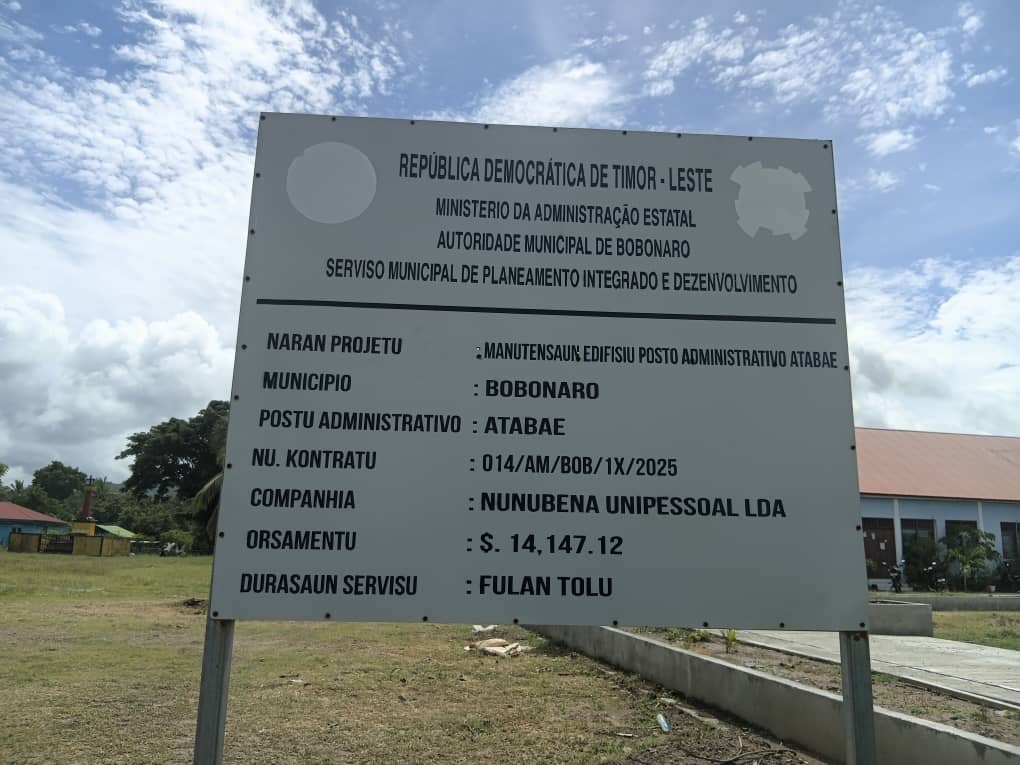 REPÚBLICA DEMOCRÁTICA DE TIMOR - LESTE
MINISTERIO DA ADMINISTRAÇÃO ESTATAL
AUTORIDADE MUNICIPAL DE BOBONARO
SERVISO MUNICIPAL DE PLANEAMENTO INTEGRADO E DEZENVOLVIMENTO
NARAN PROJETU : MANUTENSAUN EDIFISIU POSTO ADMINISTRATIVO ATABAE
MUNICIPIO : BOBONARO
POSTU ADMINISTRATIVO : ATABAE
NU. KONTRATU : 014/AM/BOB/1X/2025
COMPANHIA : NUNUBENA UNIPESSOAL LDA
ORSAMENTU : $. 14,147.12
DURASAUN SERVISU : FULAN TOLU